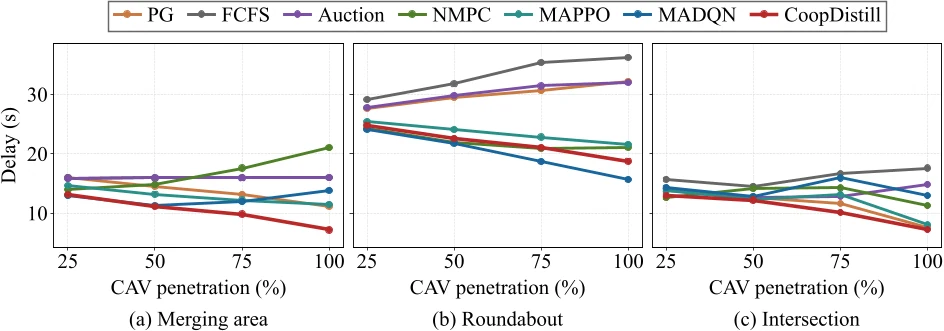 PG FCFS Auction NMPC MAPPO MADQN CoopDistill
Delay (s)
30
20
10
25 50 75 100 25 50 75 100 25 50 75 100
CAV penetration (%) CAV penetration (%) CAV penetration (%)
(a) Merging area (b) Roundabout (c) Intersection